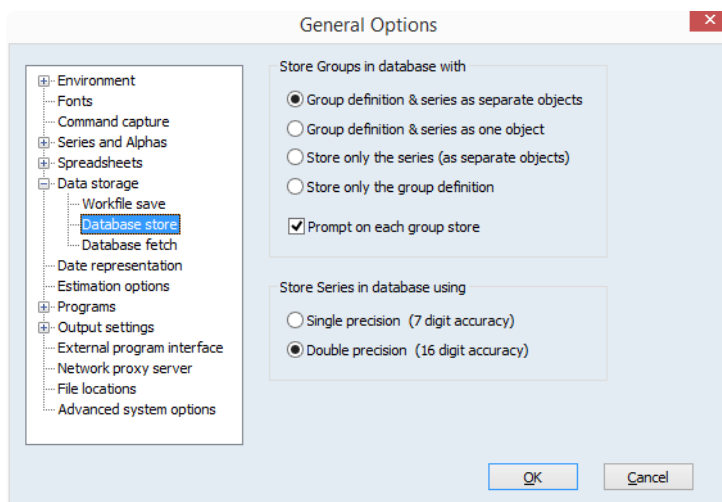 General Options
Environment
Fonts
Command capture
Series and Alphas
Spreadsheets
Data storage
Workfile save
Database store
Database fetch
Date representation
Estimation options
Programs
Output settings
External program interface
Network proxy server
File locations
Advanced system options
Store Groups in database with
Group definition & series as separate objects
Group definition & series as one object
Store only the series (as separate objects)
Store only the group definition
Prompt on each group store
Store Series in database using
Single precision (7 digit accuracy)
Double precision (16 digit accuracy)
OK
Cancel